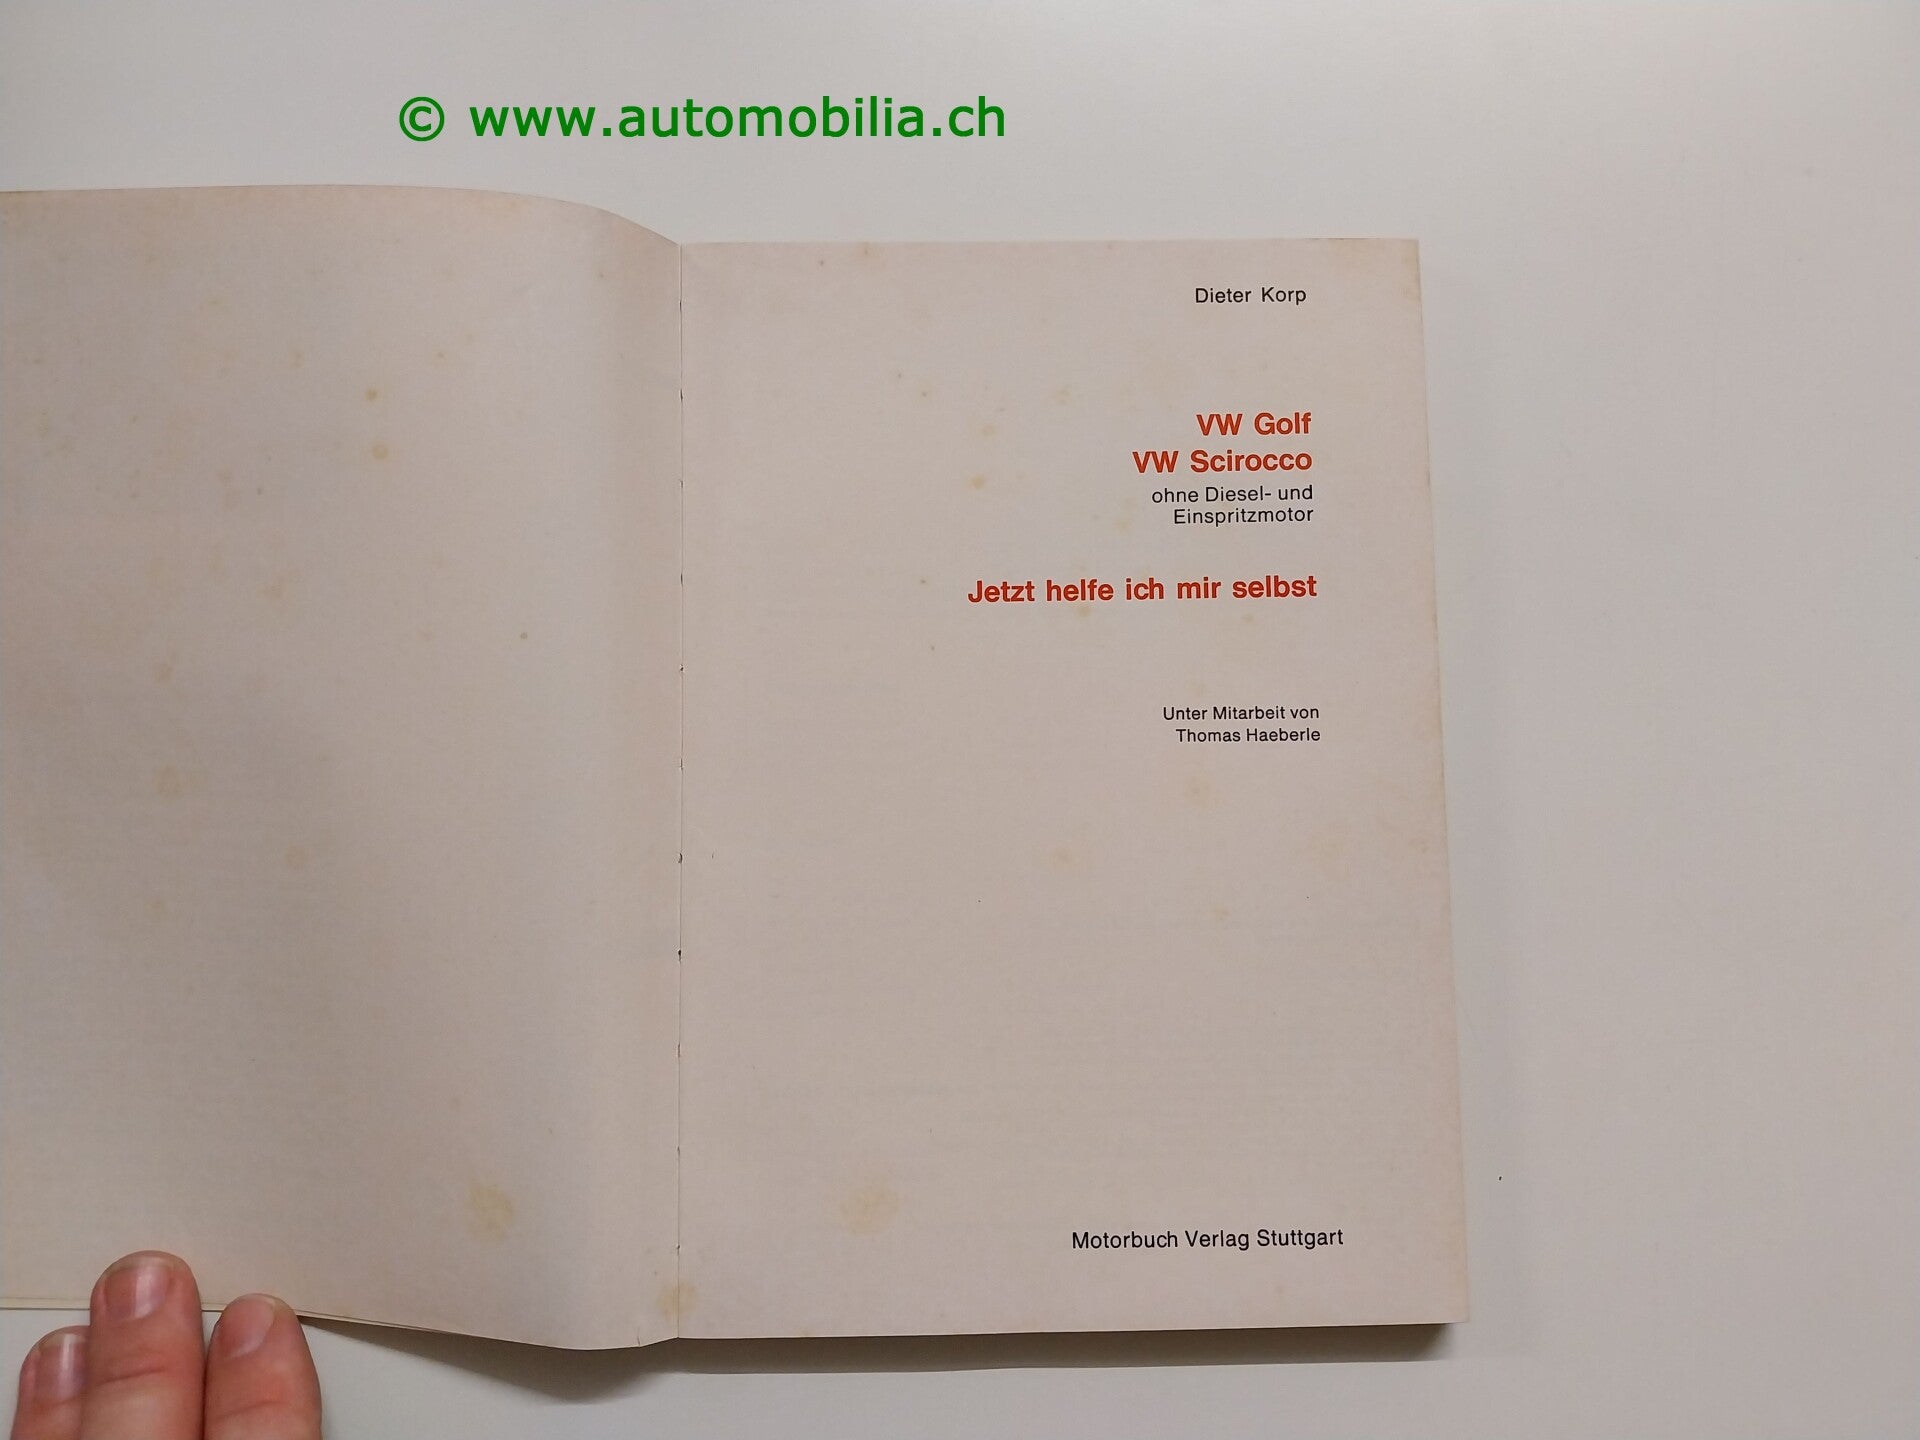 © www.automobilia.ch
Dieter Korp
VW Golf
VW Scirocco
ohne Diesel- und
Einspritzmotor
Jetzt helfe ich mir selbst
Unter Mitarbeit von
Thomas Haeberle
Motorbuch Verlag Stuttgart